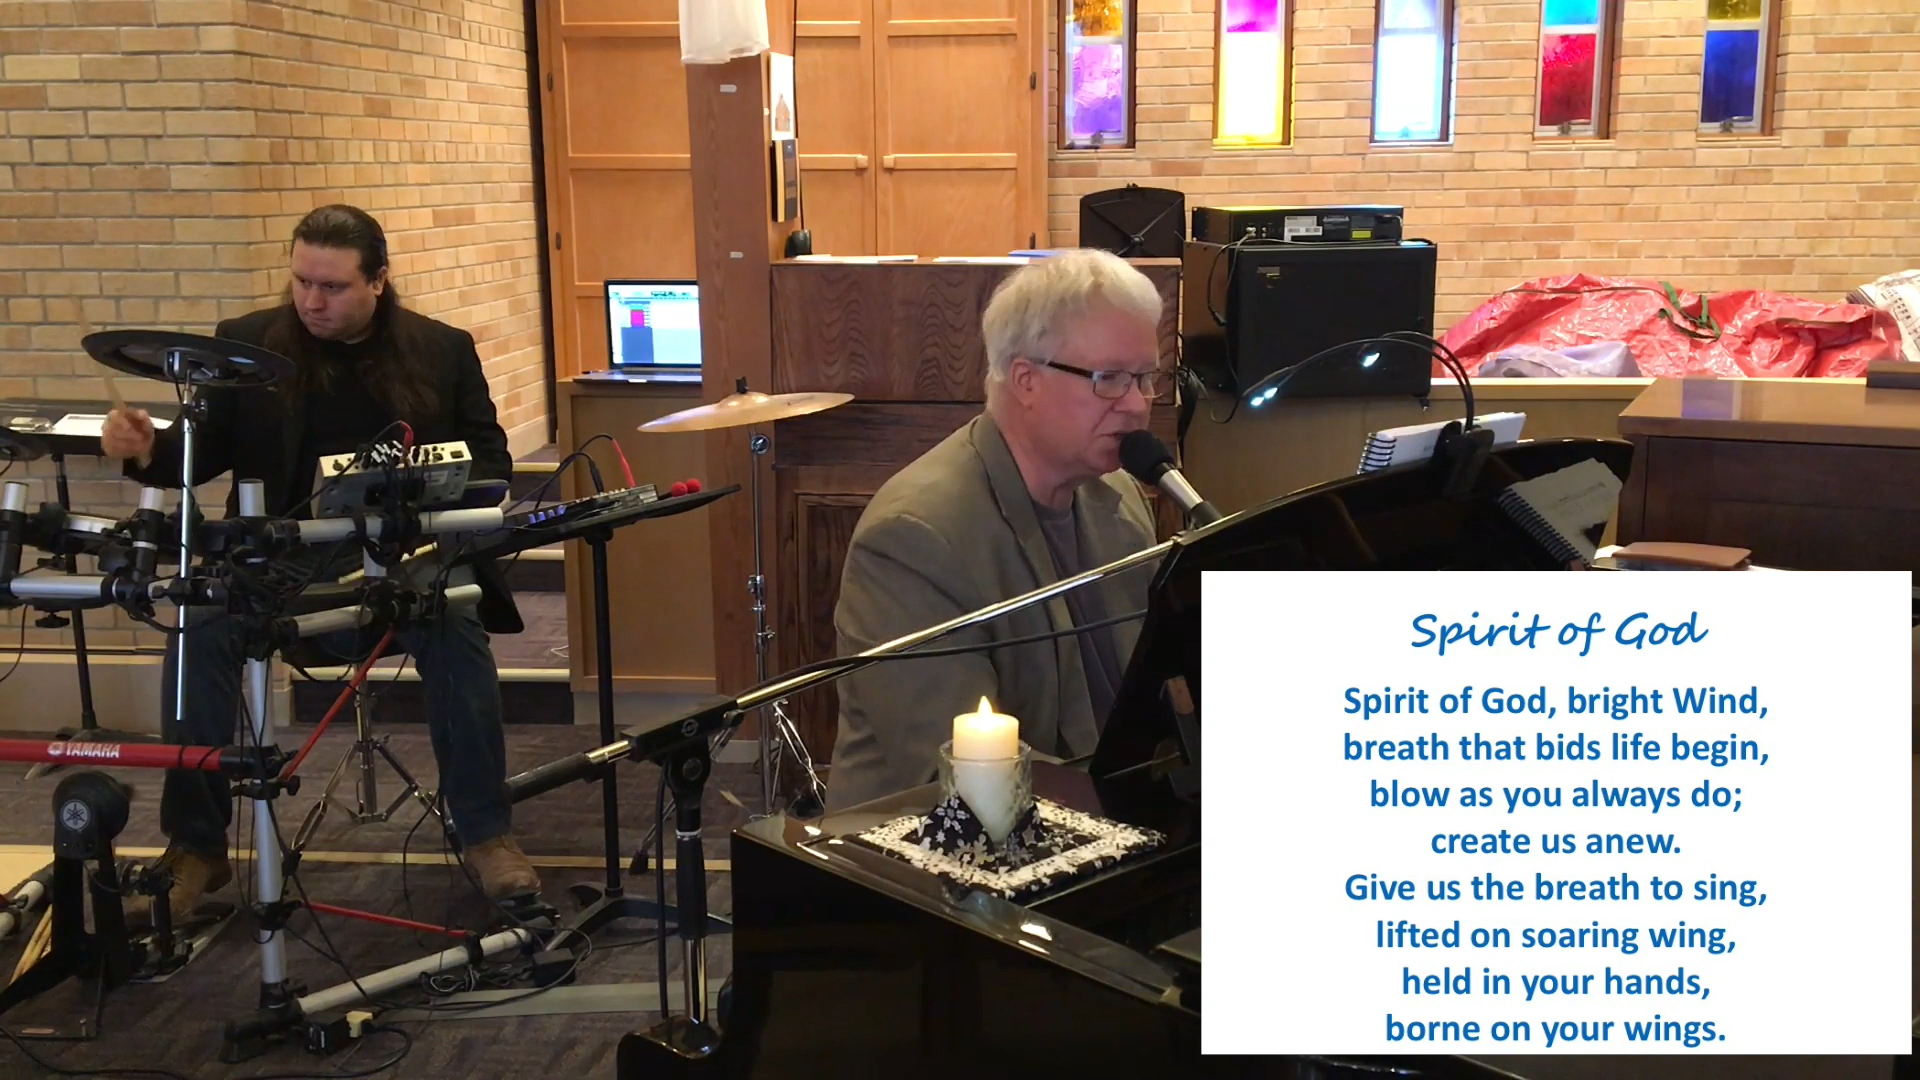 YAMAHA
Spirit of God
Spirit of God, bright Wind,
breath that bids life begin,
blow as you always do;
create us anew.
Give us the breath to sing,
lifted on soaring wing,
held in your hands,
borne on your wings.